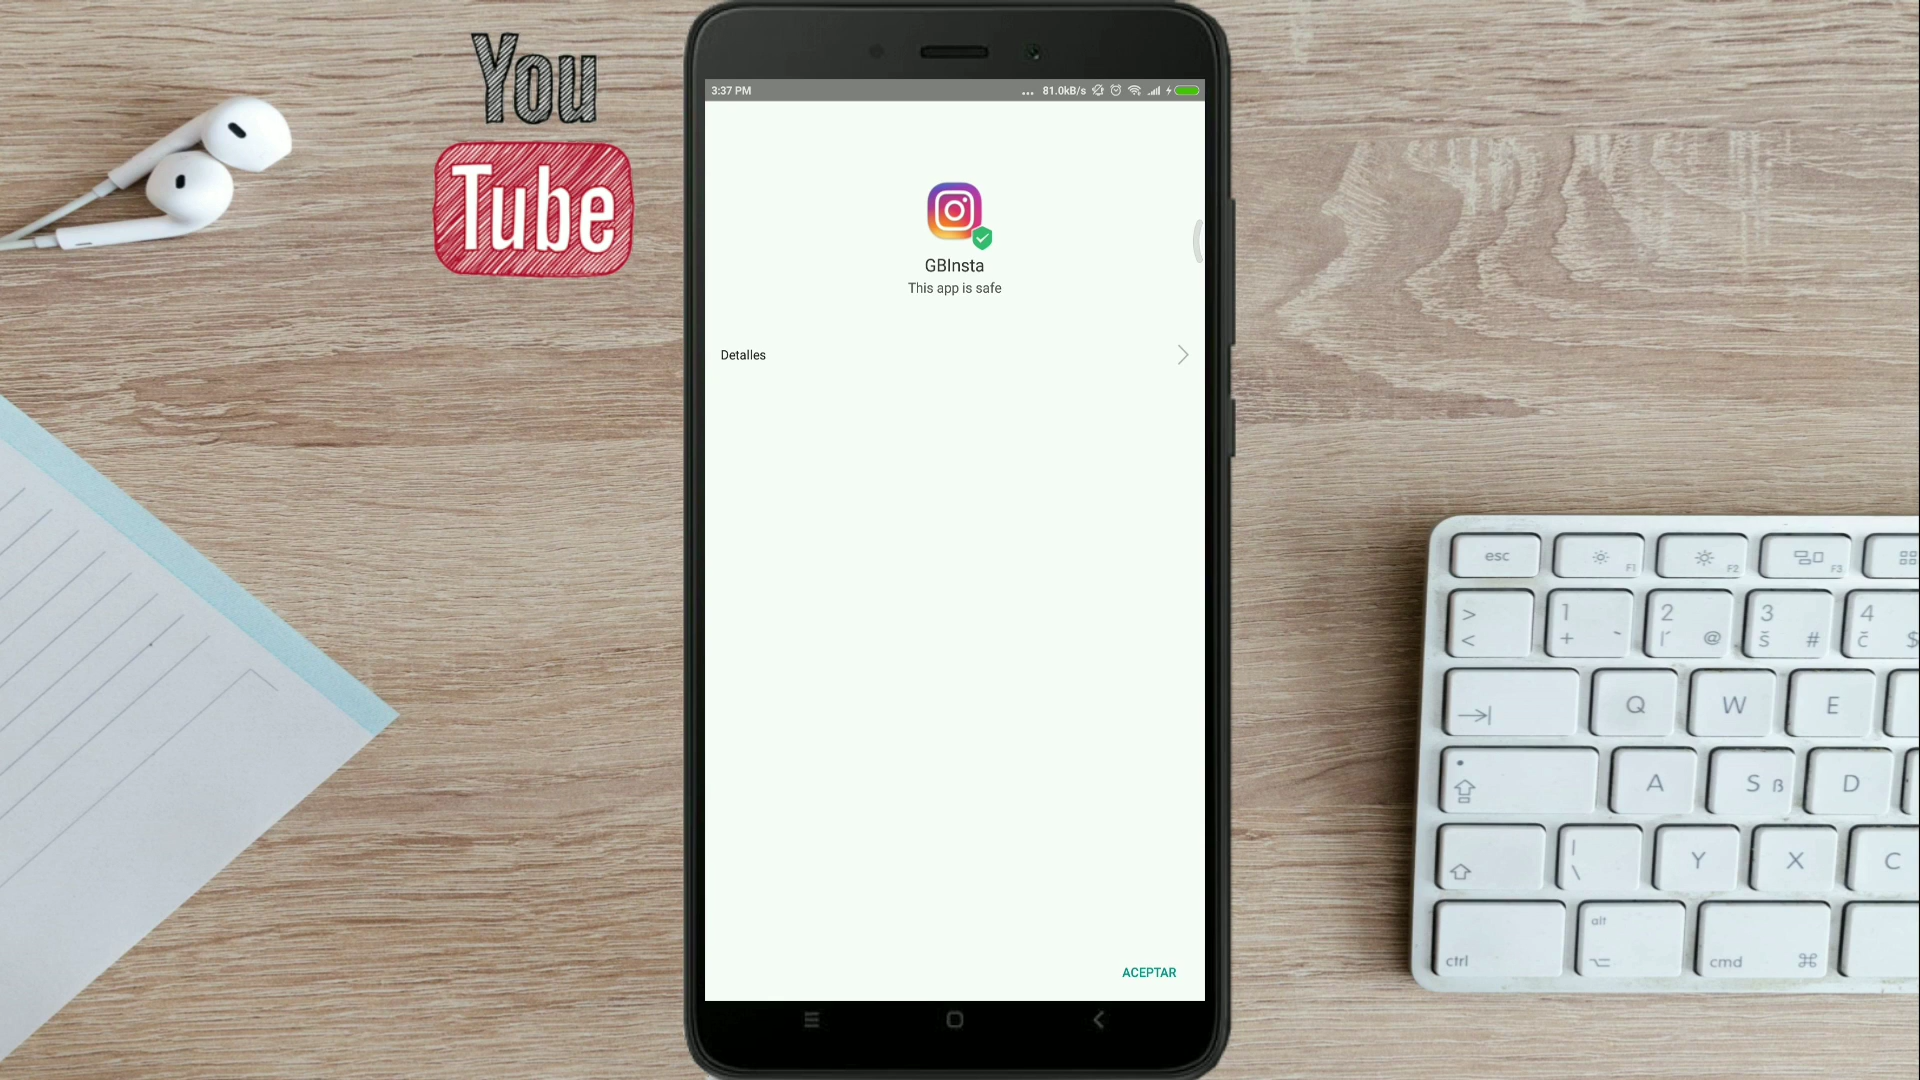 You
Tube
3:37 PM
... 81.0kB/s
GBInsta
This app is safe
Detalles
ACEPTAR
esc
F1
F2
F3
>
<
1
+ ~
2
ľ @
3
š #
4
č $
Q
W
E
A
S ß
D
|
\
Y
X
C
ctrl
alt
cmd ⌘